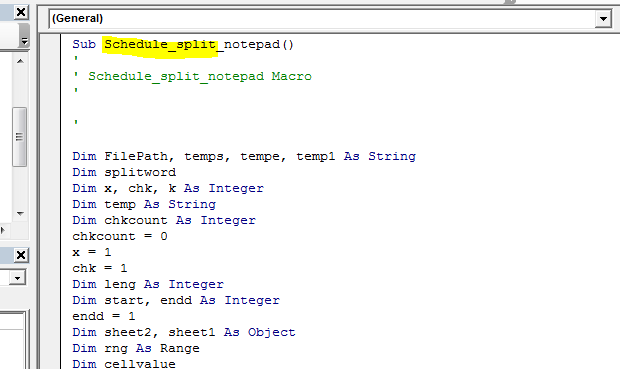 (General)
Sub Schedule_split_notepad()
'
' Schedule_split_notepad Macro
'
'
Dim FilePath, temps, tempe, temp1 As String
Dim splitword
Dim x, chk, k As Integer
Dim temp As String
Dim chkcount As Integer
chkcount = 0
x = 1
chk = 1
Dim leng As Integer
Dim start, endd As Integer
endd = 1
Dim sheet2, sheet1 As Object
Dim rng As Range
Dim cellvalue